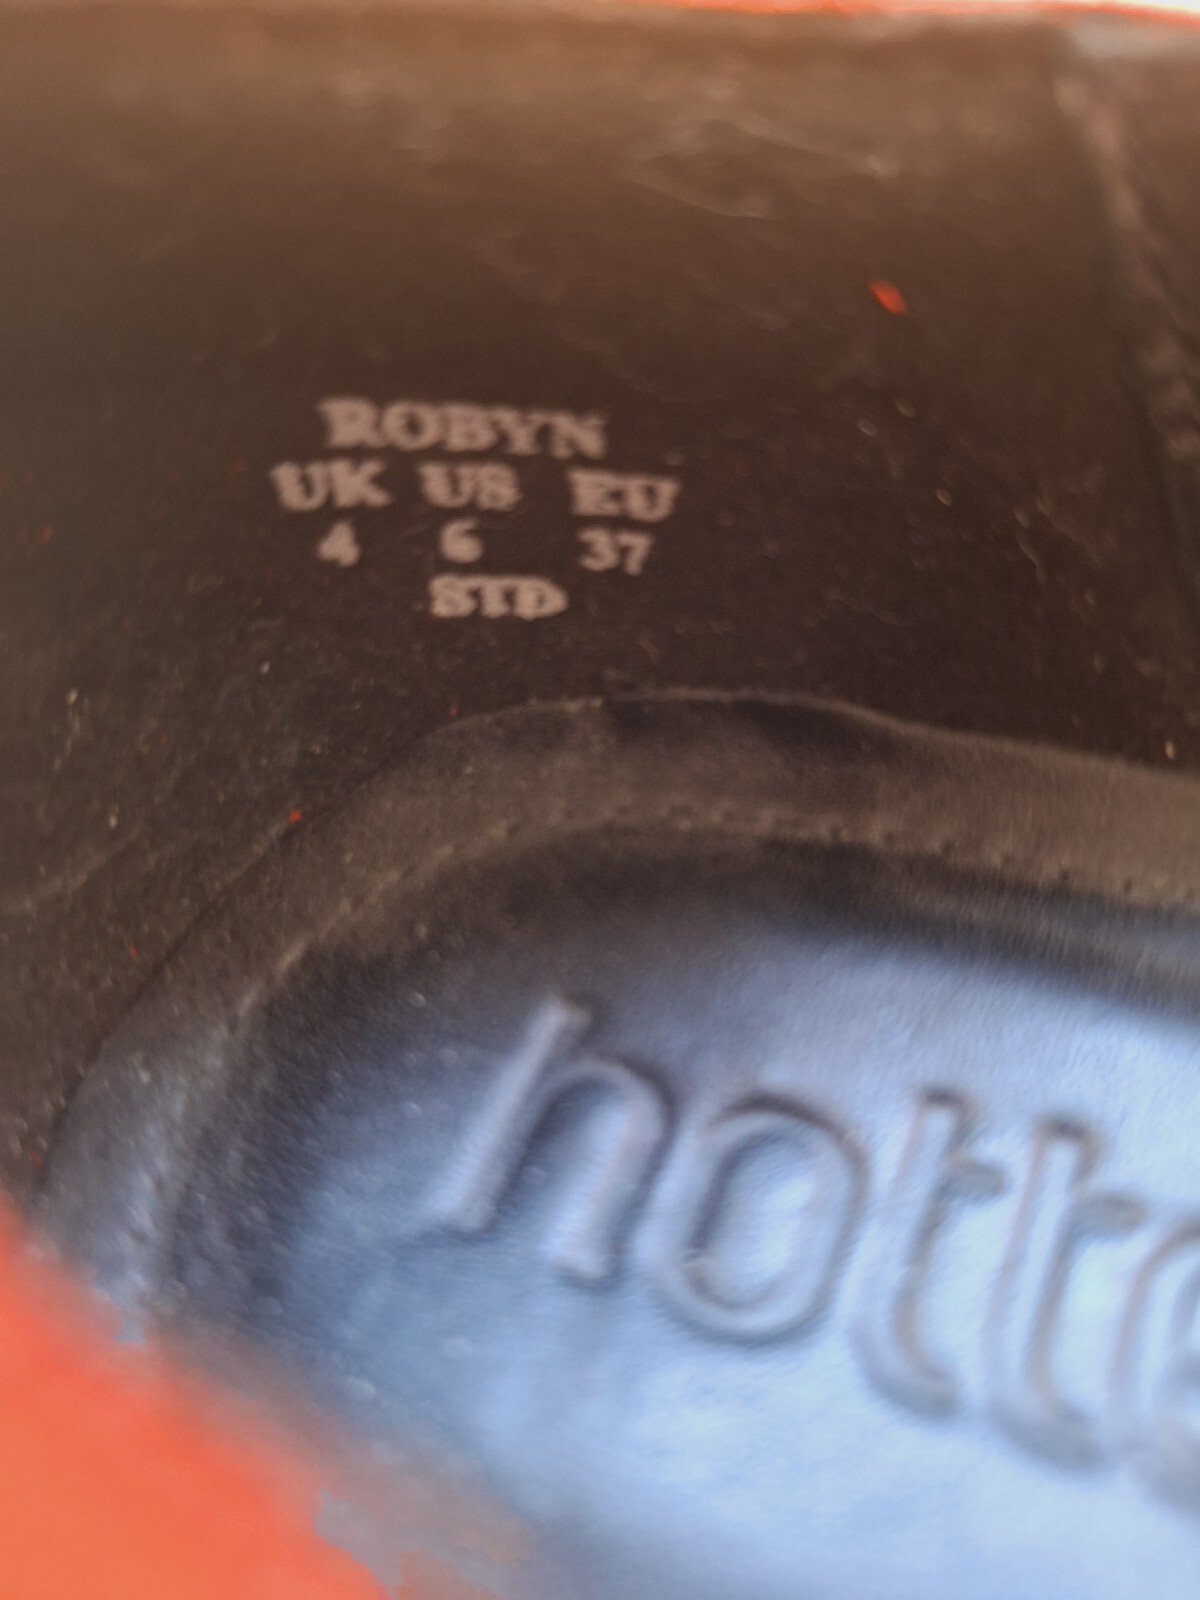 ROBYN
UK US EU
4 6 37
STD
hotte